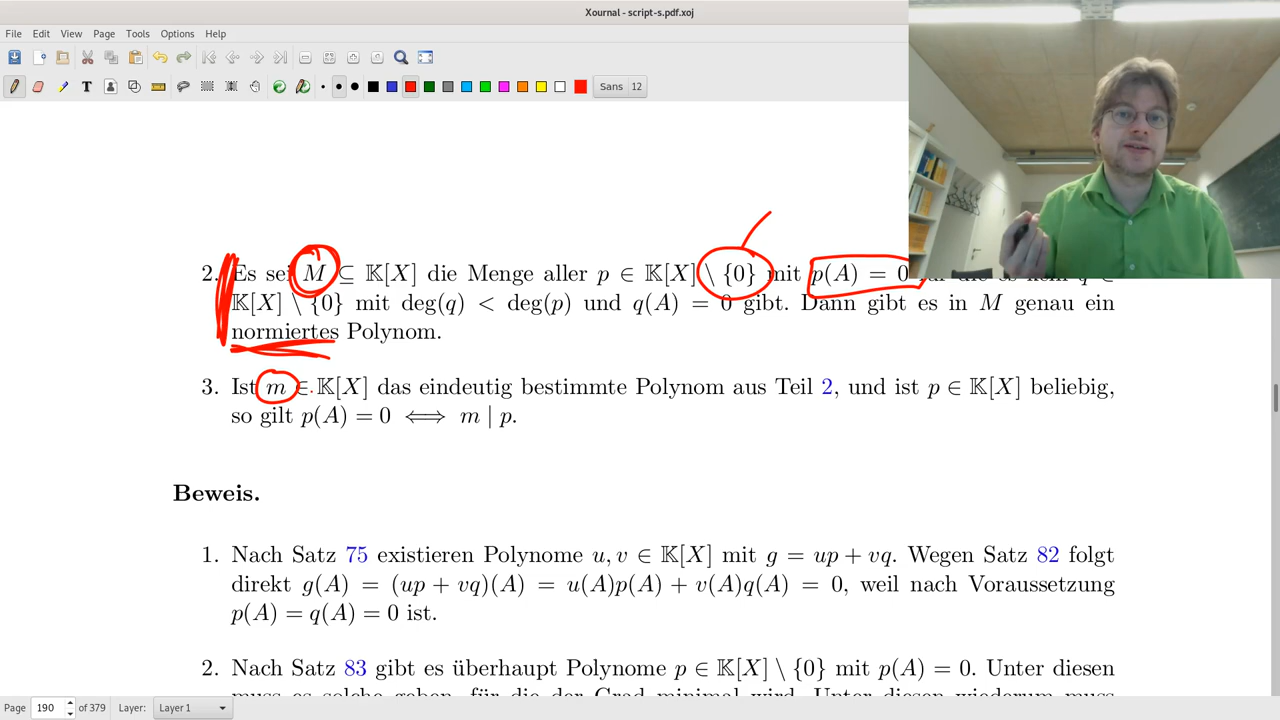 Xournal - script-s.pdf.xoj
File Edit View Page Tools Options Help
Sans 12
2. Es sei M ⊆ 𝕂[X] die Menge aller p ∈ 𝕂[X] \ {0} mit p(A) = 0
𝕂[X] \ {0} mit deg(q) < deg(p) und q(A) = 0 gibt. Dann gibt es in M genau ein
normiertes Polynom.
3. Ist m ∈ 𝕂[X] das eindeutig bestimmte Polynom aus Teil 2, und ist p ∈ 𝕂[X] beliebig,
so gilt p(A) = 0 ⟺ m | p.
Beweis.
1. Nach Satz 75 existieren Polynome u, v ∈ 𝕂[X] mit g = up + vq. Wegen Satz 82 folgt
direkt g(A) = (up + vq)(A) = u(A)p(A) + v(A)q(A) = 0, weil nach Voraussetzung
p(A) = q(A) = 0 ist.
2. Nach Satz 83 gibt es überhaupt Polynome p ∈ 𝕂[X] \ {0} mit p(A) = 0. Unter diesen
Page 190 of 379 Layer: Layer 1